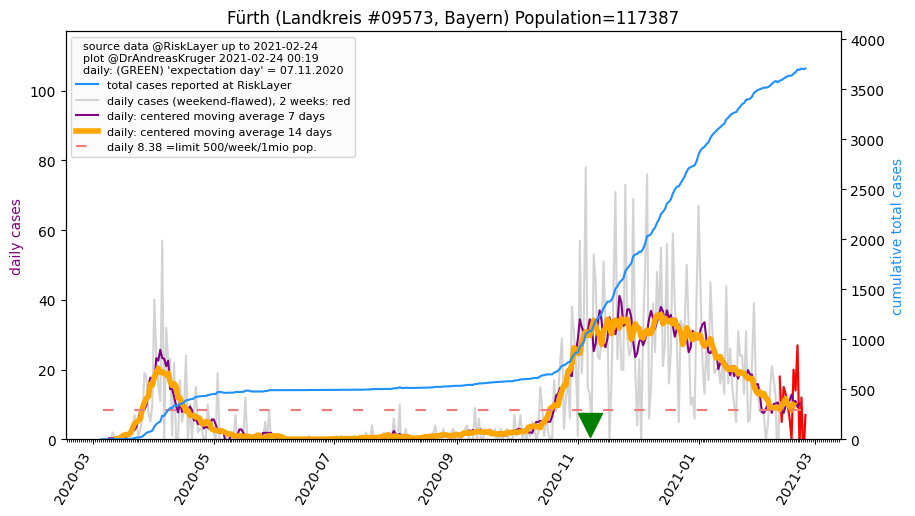 Fürth (Landkreis #09573, Bayern) Population=117387
source data @RiskLayer up to 2021-02-24
plot @DrAndreasKruger 2021-02-24 00:19
daily: (GREEN) 'expectation day' = 07.11.2020
total cases reported at RiskLayer
daily cases (weekend-flawed), 2 weeks: red
daily: centered moving average 7 days
daily: centered moving average 14 days
daily 8.38 =limit 500/week/1mio pop.
daily cases
100
80
60
40
20
0
cumulative total cases
4000
3500
3000
2500
2000
1500
1000
500
0
2020-03
2020-05
2020-07
2020-09
2020-11
2021-01
2021-03